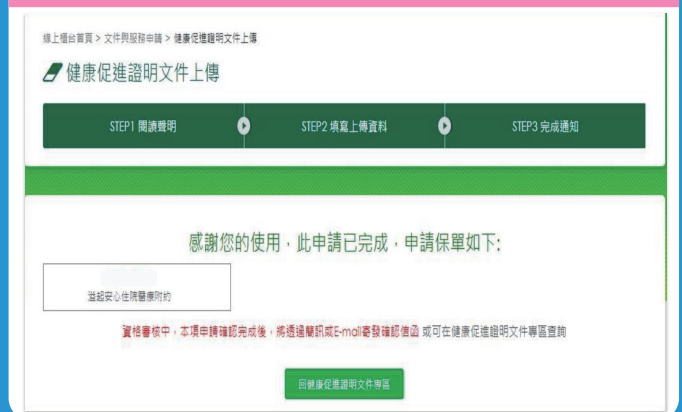 線上櫃台首頁 > 文件與服務申請 > 健康促進證明文件上傳
健康促進證明文件上傳
STEP1 閱讀聲明
STEP2 填寫上傳資料
STEP3 完成通知
感謝您的使用，此申請已完成，申請保單如下:
溢起安心住院醫療附約
資格審核中，本項申請確認完成後，將透過簡訊或E-mail寄發確認信函 或可在健康促進證明文件專區查詢
回健康促進證明文件專區